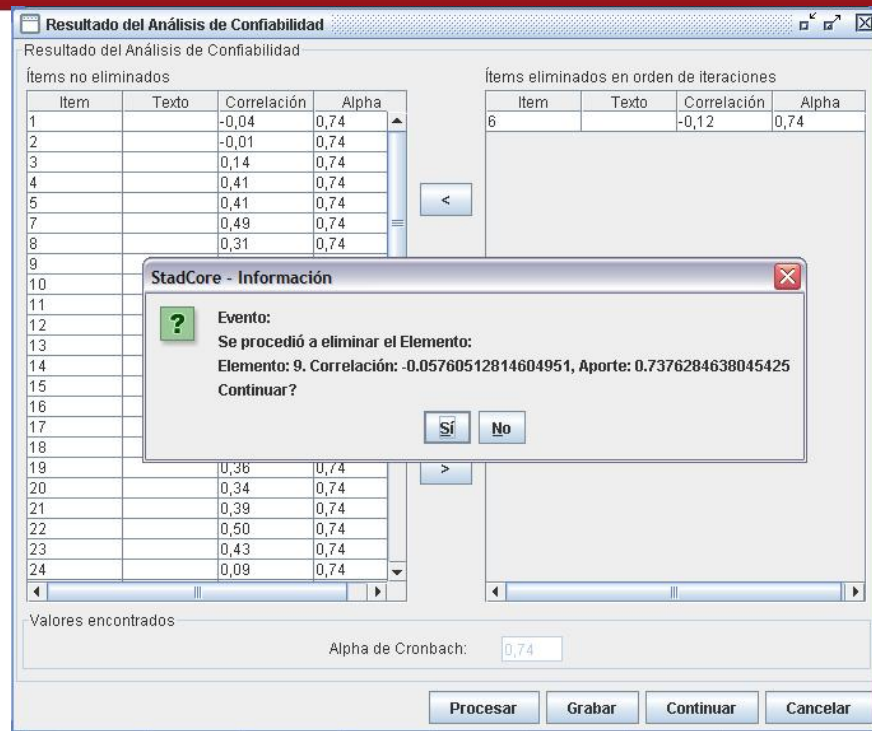 Resultado del Análisis de Confiabilidad
Resultado del Análisis de Confiabilidad
Ítems no eliminados
Item Texto Correlación Alpha
1 -0,04 0,74
2 -0,01 0,74
3 0,14 0,74
4 0,41 0,74
5 0,41 0,74
7 0,49 0,74
8 0,31 0,74
9
10
11
12
13
14
15
16
17
18
19 0,36 0,74
20 0,34 0,74
21 0,39 0,74
22 0,50 0,74
23 0,43 0,74
24 0,09 0,74
<
>
Ítems eliminados en orden de iteraciones
Item Texto Correlación Alpha
6 -0,12 0,74
StadCore - Información
?
Evento:
Se procedió a eliminar el Elemento:
Elemento: 9. Correlación: -0.05760512814604951, Aporte: 0.7376284638045425
Continuar?
Sí No
Valores encontrados
Alpha de Cronbach: 0,74
Procesar Grabar Continuar Cancelar